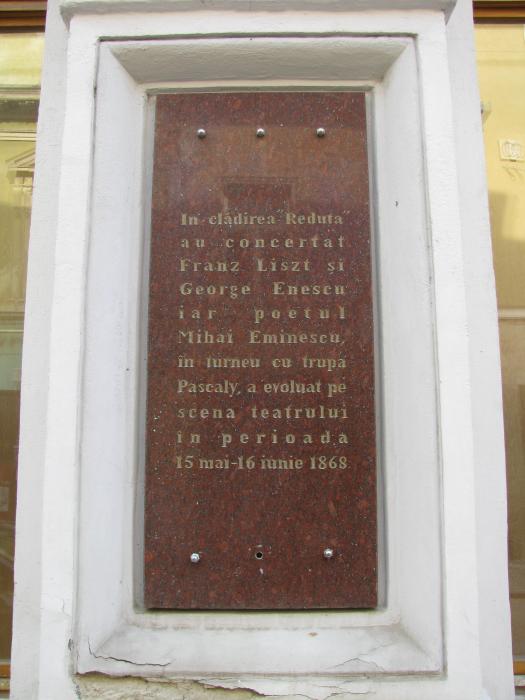 In clădirea "Reduta"
au concertat
Franz Liszt și
George Enescu
iar poetul
Mihai Eminescu,
în turneu cu trupa
Pascaly, a evoluat pe
scena teatrului
în perioada
15 mai-16 iunie 1868